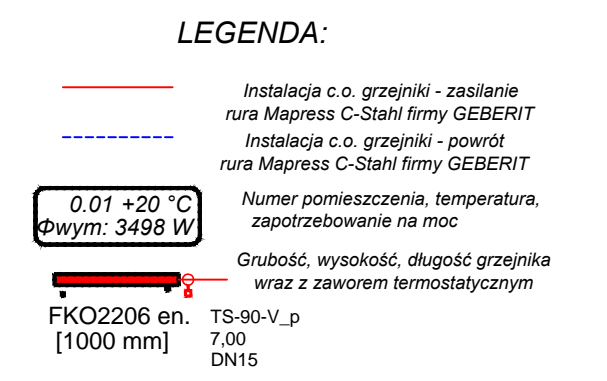 LEGENDA:
Instalacja c.o. grzejniki - zasilanie
rura Mapress C-Stahl firmy GEBERIT
Instalacja c.o. grzejniki - powrót
rura Mapress C-Stahl firmy GEBERIT
0.01 +20 °C
Φwym: 3498 W
Numer pomieszczenia, temperatura,
zapotrzebowanie na moc
Grubość, wysokość, długość grzejnika
wraz z zaworem termostatycznym
FKO2206 en.
[1000 mm]
TS-90-V_p
7,00
DN15